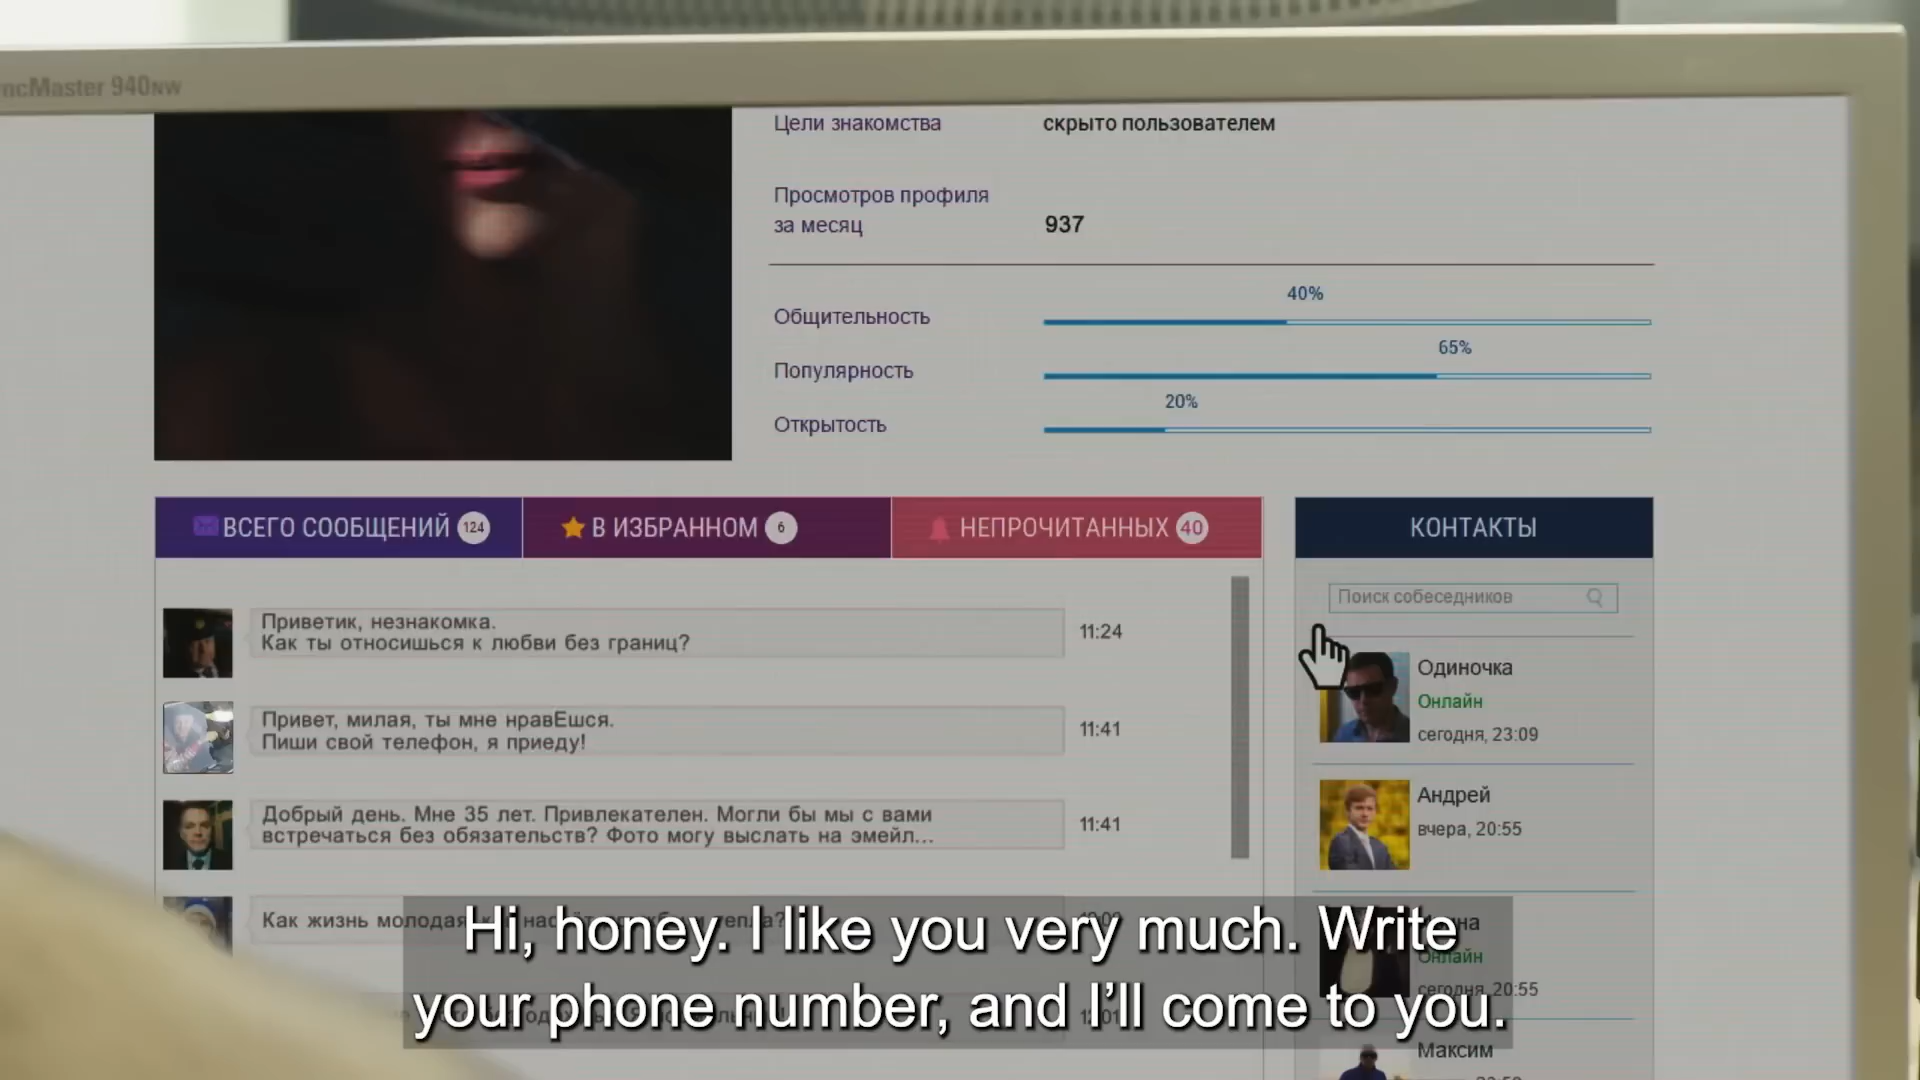 ncMaster 940NW
Цели знакомства скрыто пользователем
Просмотров профиля
за месяц 937
40%
Общительность
65%
Популярность
20%
Открытость
ВСЕГО СООБЩЕНИЙ 124
В ИЗБРАННОМ 6
НЕПРОЧИТАННЫХ 40
КОНТАКТЫ
Приветик, незнакомка.
Как ты относишься к любви без границ?
11:24
Привет, милая, ты мне нравЕшся.
Пиши свой телефон, я приеду!
11:41
Добрый день. Мне 35 лет. Привлекателен. Могли бы мы с вами
встречаться без обязательств? Фото могу выслать на эмейл...
11:41
Как жизнь
Поиск собеседников
Одиночка
Онлайн
сегодня, 23:09
Андрей
вчера, 20:55
Онлайн
сегодня, 20:55
Максим
Hi, honey. I like you very much. Write
your phone number, and I'll come to you.